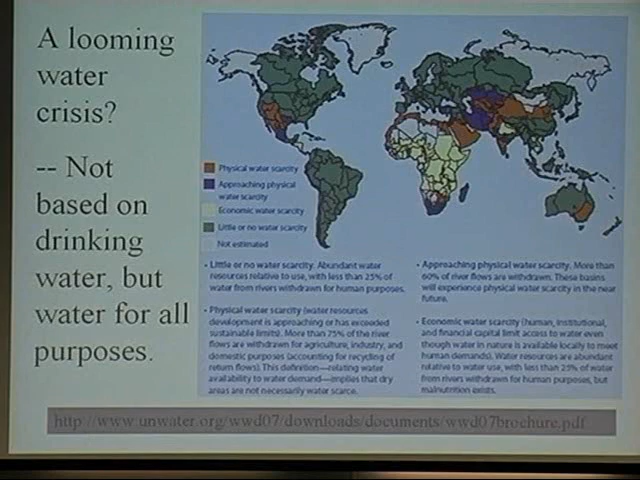 A looming
water
crisis?
-- Not
based on
drinking
water, but
water for all
purposes.
Physical water scarcity
Approaching physical
water scarcity
Economic water scarcity
Little or no water scarcity
Not estimated
• Little or no water scarcity. Abundant water
resources relative to use, with less than 25% of
water from rivers withdrawn for human purposes.
• Physical water scarcity (water resources
development is approaching or has exceeded
sustainable limits). More than 75% of the river
flows are withdrawn for agriculture, industry, and
domestic purposes (accounting for recycling of
return flows). This definition—relating water
availability to water demand—implies that dry
areas are not necessarily water scarce.
• Approaching physical water scarcity. More than
60% of river flows are withdrawn. These basins
will experience physical water scarcity in the near
future.
• Economic water scarcity (human, institutional,
and financial capital limit access to water even
though water in nature is available locally to meet
human demands). Water resources are abundant
relative to water use, with less than 25% of water
from rivers withdrawn for human purposes, but
malnutrition exists.
http://www.unwater.org/wwd07/downloads/documents/wwd07brochure.pdf